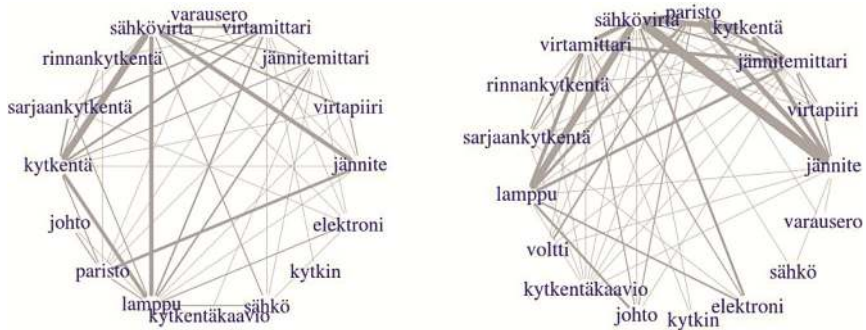 varausero
sähkövirta
virtamittari
rinnankytkentä
jännitemittari
sarjaankytkentä
virtapiiri
kytkentä
jännite
johto
elektroni
paristo
kytkin
lamppu
kytkentäkaavio
sähkö
paristo
sähkövirta
kytkentä
virtamittari
jännitemittari
rinnankytkentä
virtapiiri
sarjaankytkentä
jännite
lamppu
varausero
voltti
sähkö
kytkentäkaavio
elektroni
johto
kytkin